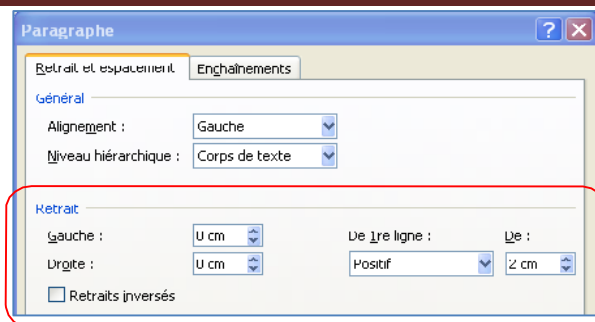 Paragraphe
Retrait et espacement Enchaînements
Général
Alignement : Gauche
Niveau hiérarchique : Corps de texte
Retrait
Gauche : 0 cm De 1re ligne : De :
Droite : 0 cm Positif 2 cm
Retraits inversés